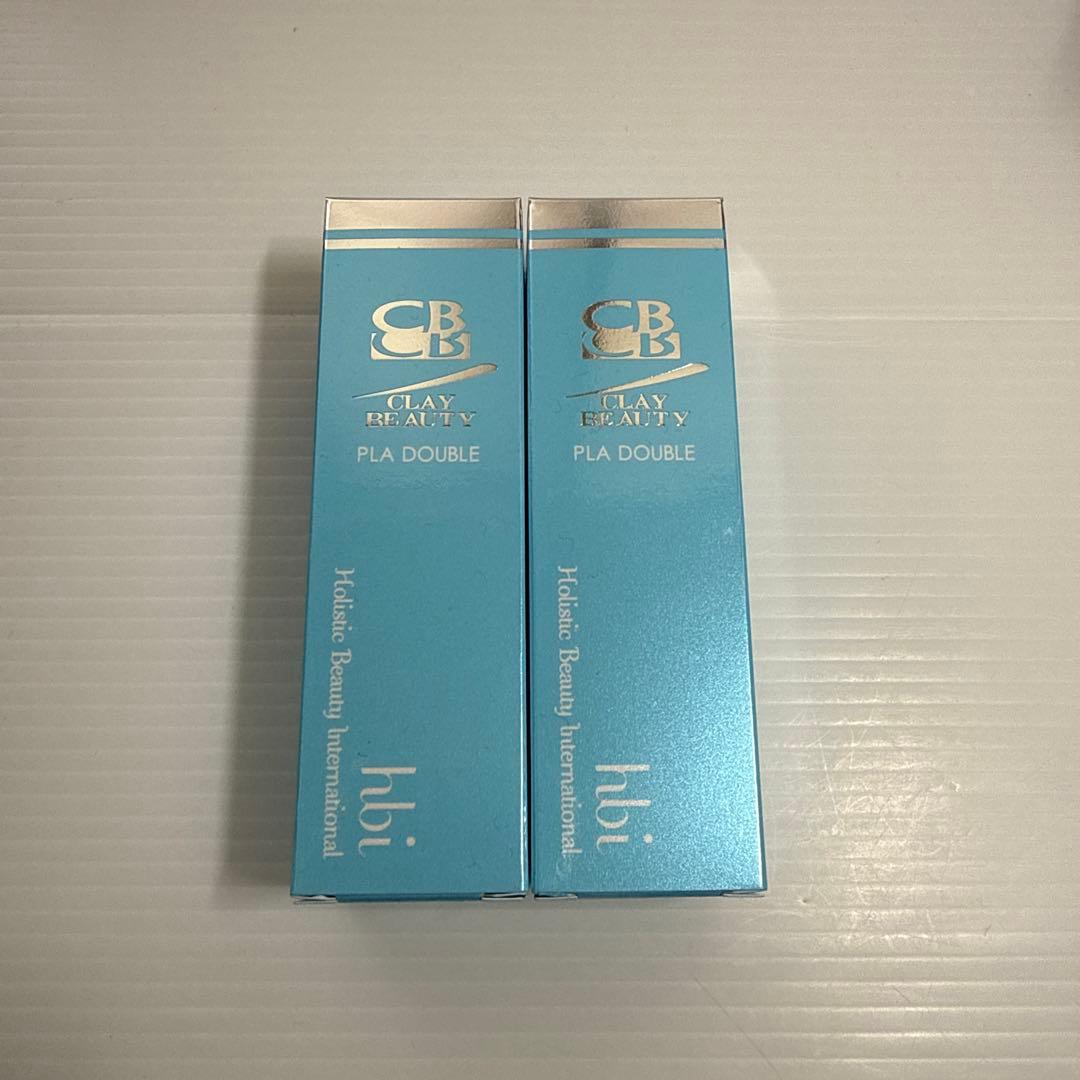 CB
CLAY
BEAUTY
PLA DOUBLE
Holistic Beauty International
hbi
CB
CLAY
BEAUTY
PLA DOUBLE
Holistic Beauty International
hbi